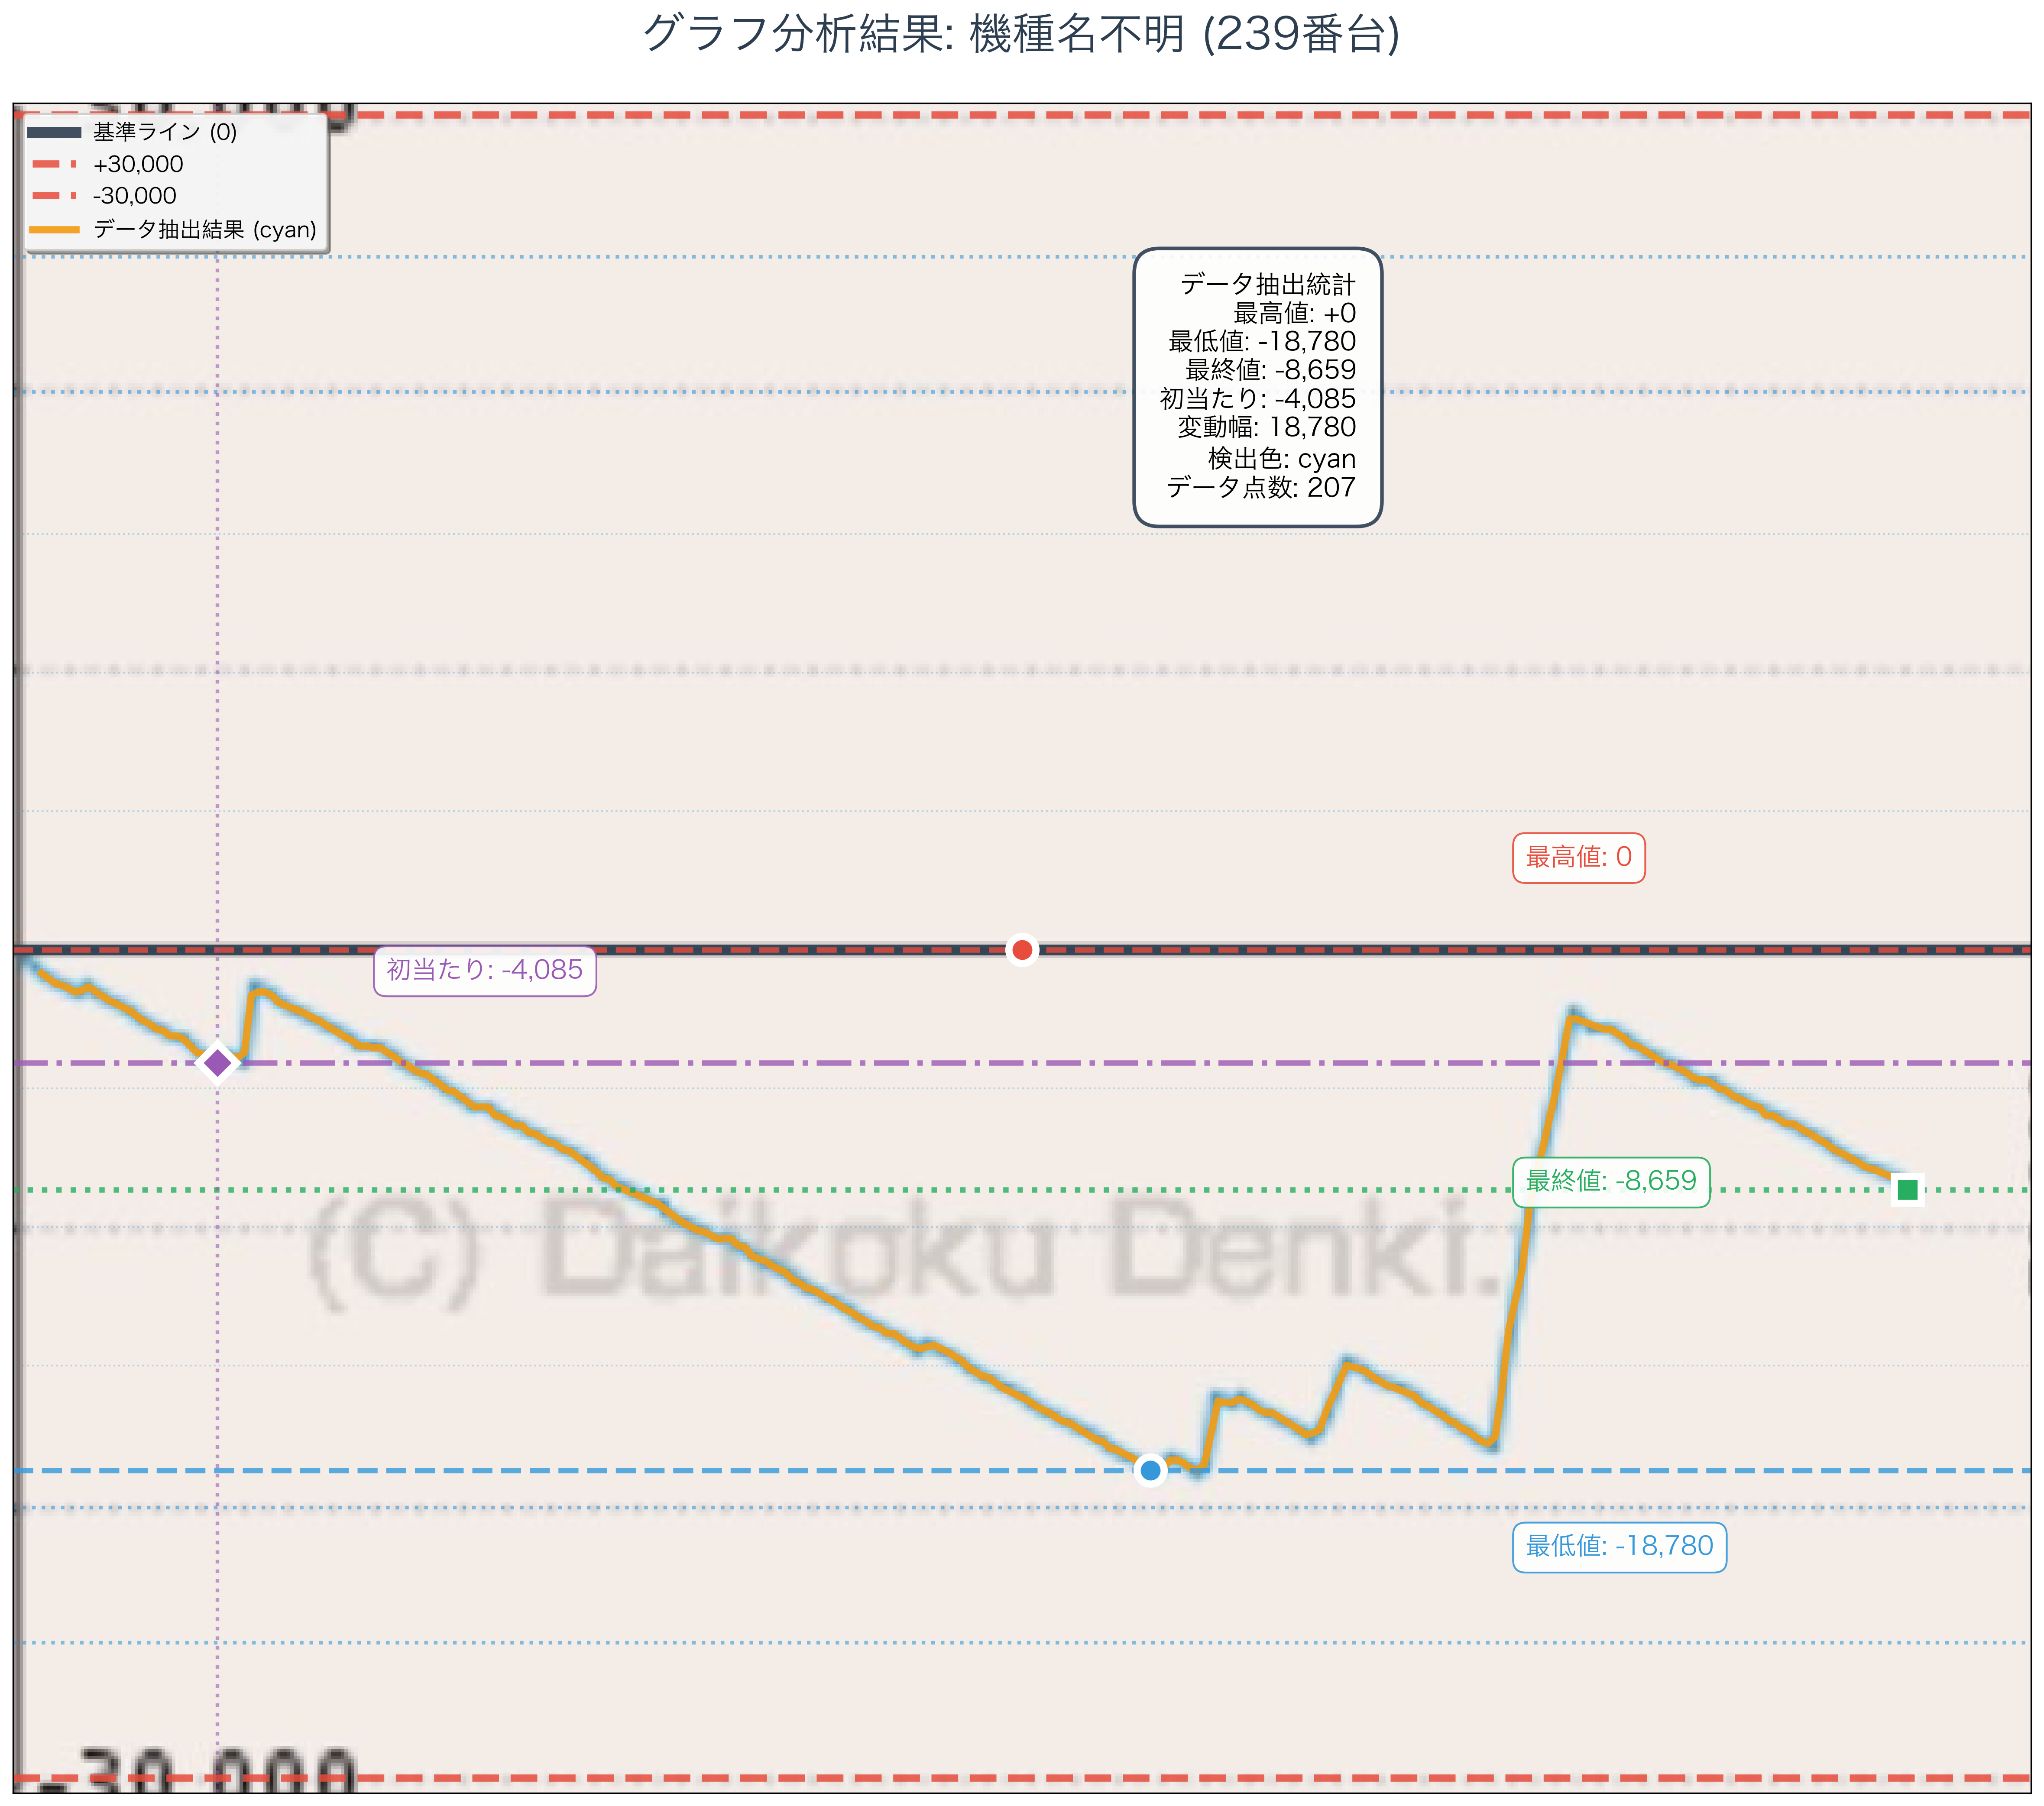 グラフ分析結果: 機種名不明 (239番台)
基準ライン (0)
+30,000
-30,000
データ抽出結果 (cyan)
データ抽出統計
最高値: +0
最低値: -18,780
最終値: -8,659
初当たり: -4,085
変動幅: 18,780
検出色: cyan
データ点数: 207
最高値: 0
初当たり: -4,085
最終値: -8,659
(C) Daikoku Denki.
最低値: -18,780
-30,000